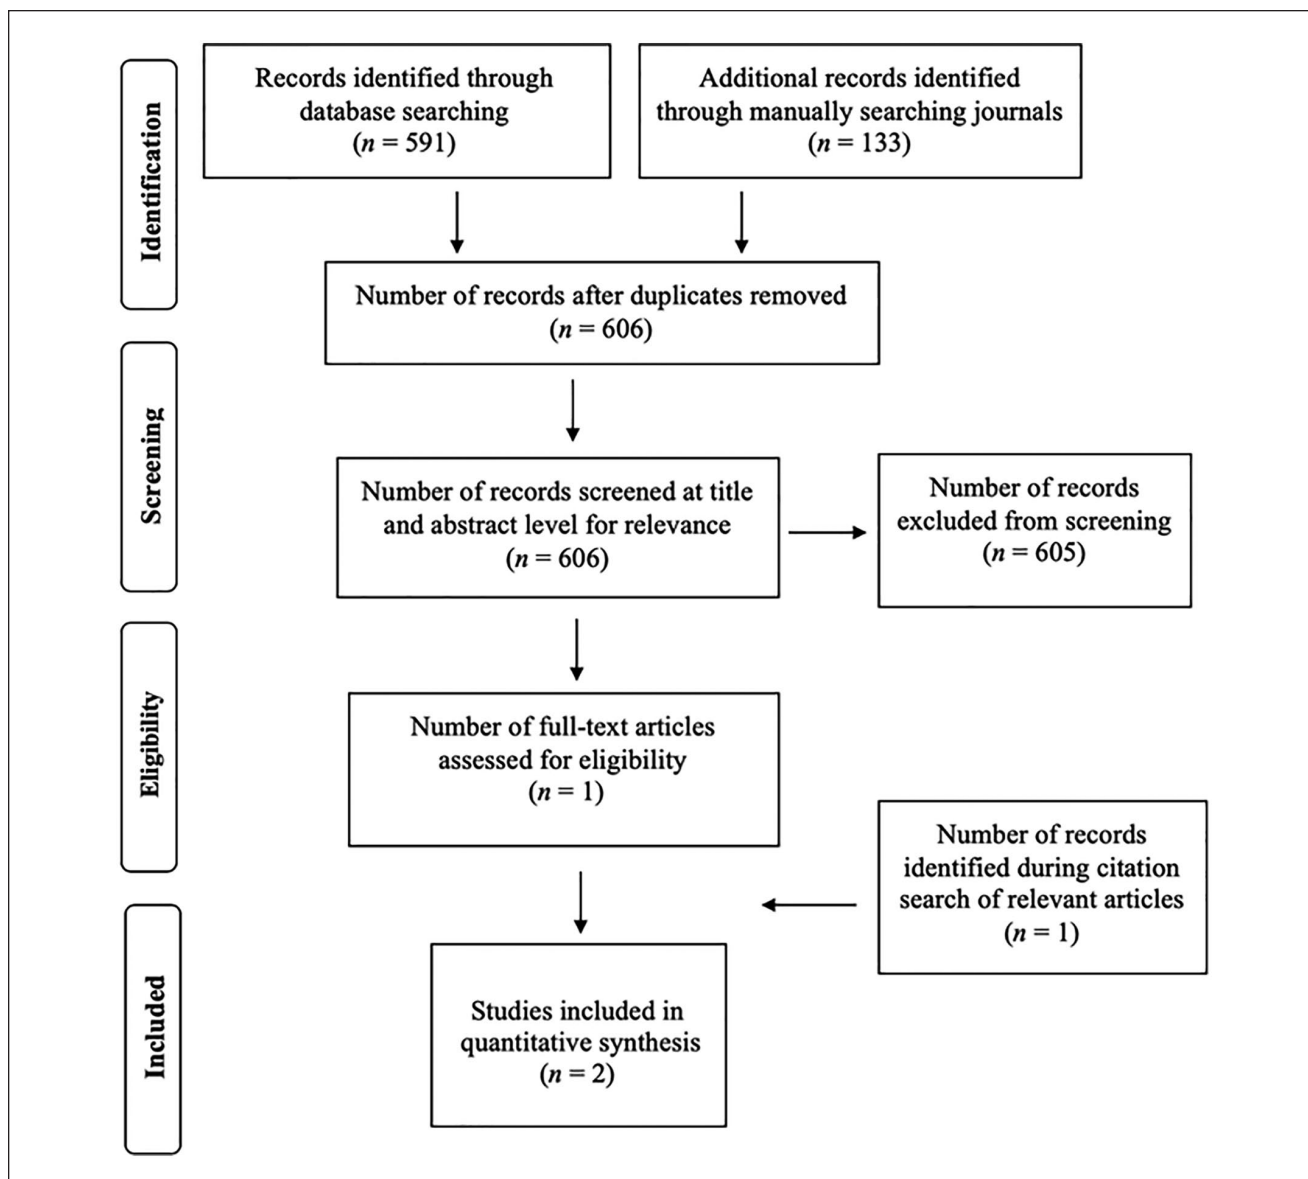 Identification
Records identified through
database searching
(n = 591)
Additional records identified
through manually searching journals
(n = 133)
Number of records after duplicates removed
(n = 606)
Screening
Number of records screened at title
and abstract level for relevance
(n = 606)
Number of records
excluded from screening
(n = 605)
Eligibility
Number of full-text articles
assessed for eligibility
(n = 1)
Number of records
identified during citation
search of relevant articles
(n = 1)
Included
Studies included in
quantitative synthesis
(n = 2)